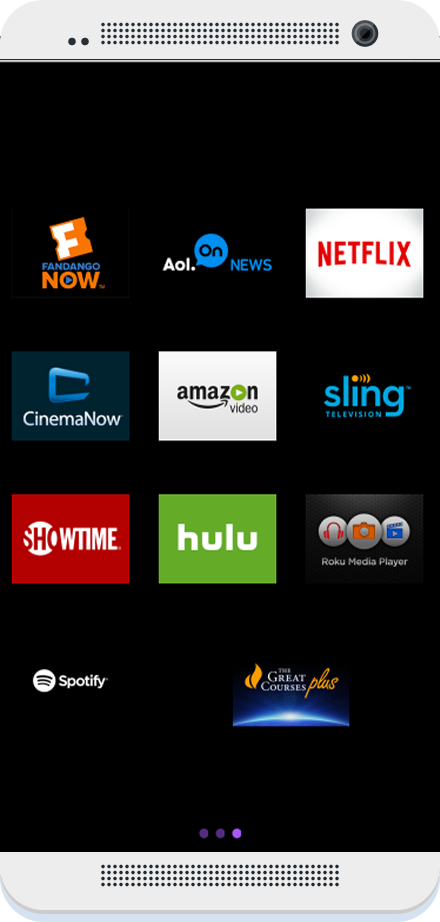 FANDANGO
NOW
TM
Aol.
On
NEWS
NETFLIX
CinemaNow
amazon
video
sling
TELEVISION
SHOWTIME
hulu
Roku Media Player
Spotify
THE
GREAT
COURSES
plus